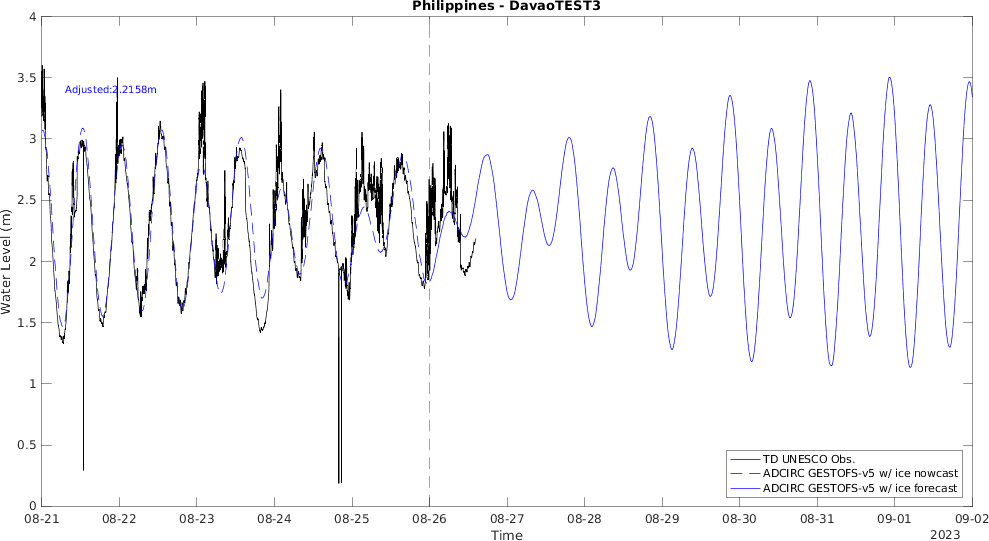 Philippines - DavaoTEST3
4
3.5
3
2.5
2
1.5
1
0.5
0
Water Level (m)
Adjusted:2.2158m
TD UNESCO Obs.
ADCIRC GESTOFS-v5 w/ ice nowcast
ADCIRC GESTOFS-v5 w/ ice forecast
08-21 08-22 08-23 08-24 08-25 08-26 08-27 08-28 08-29 08-30 08-31 09-01 09-02
Time
2023